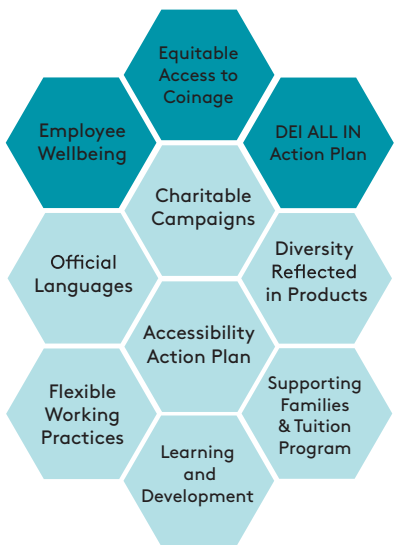 Equitable
Access to
Coinage
Employee
Wellbeing
DEI ALL IN
Action Plan
Charitable
Campaigns
Official
Languages
Diversity
Reflected
in Products
Accessibility
Action Plan
Flexible
Working
Practices
Supporting
Families
& Tuition
Program
Learning
and
Development